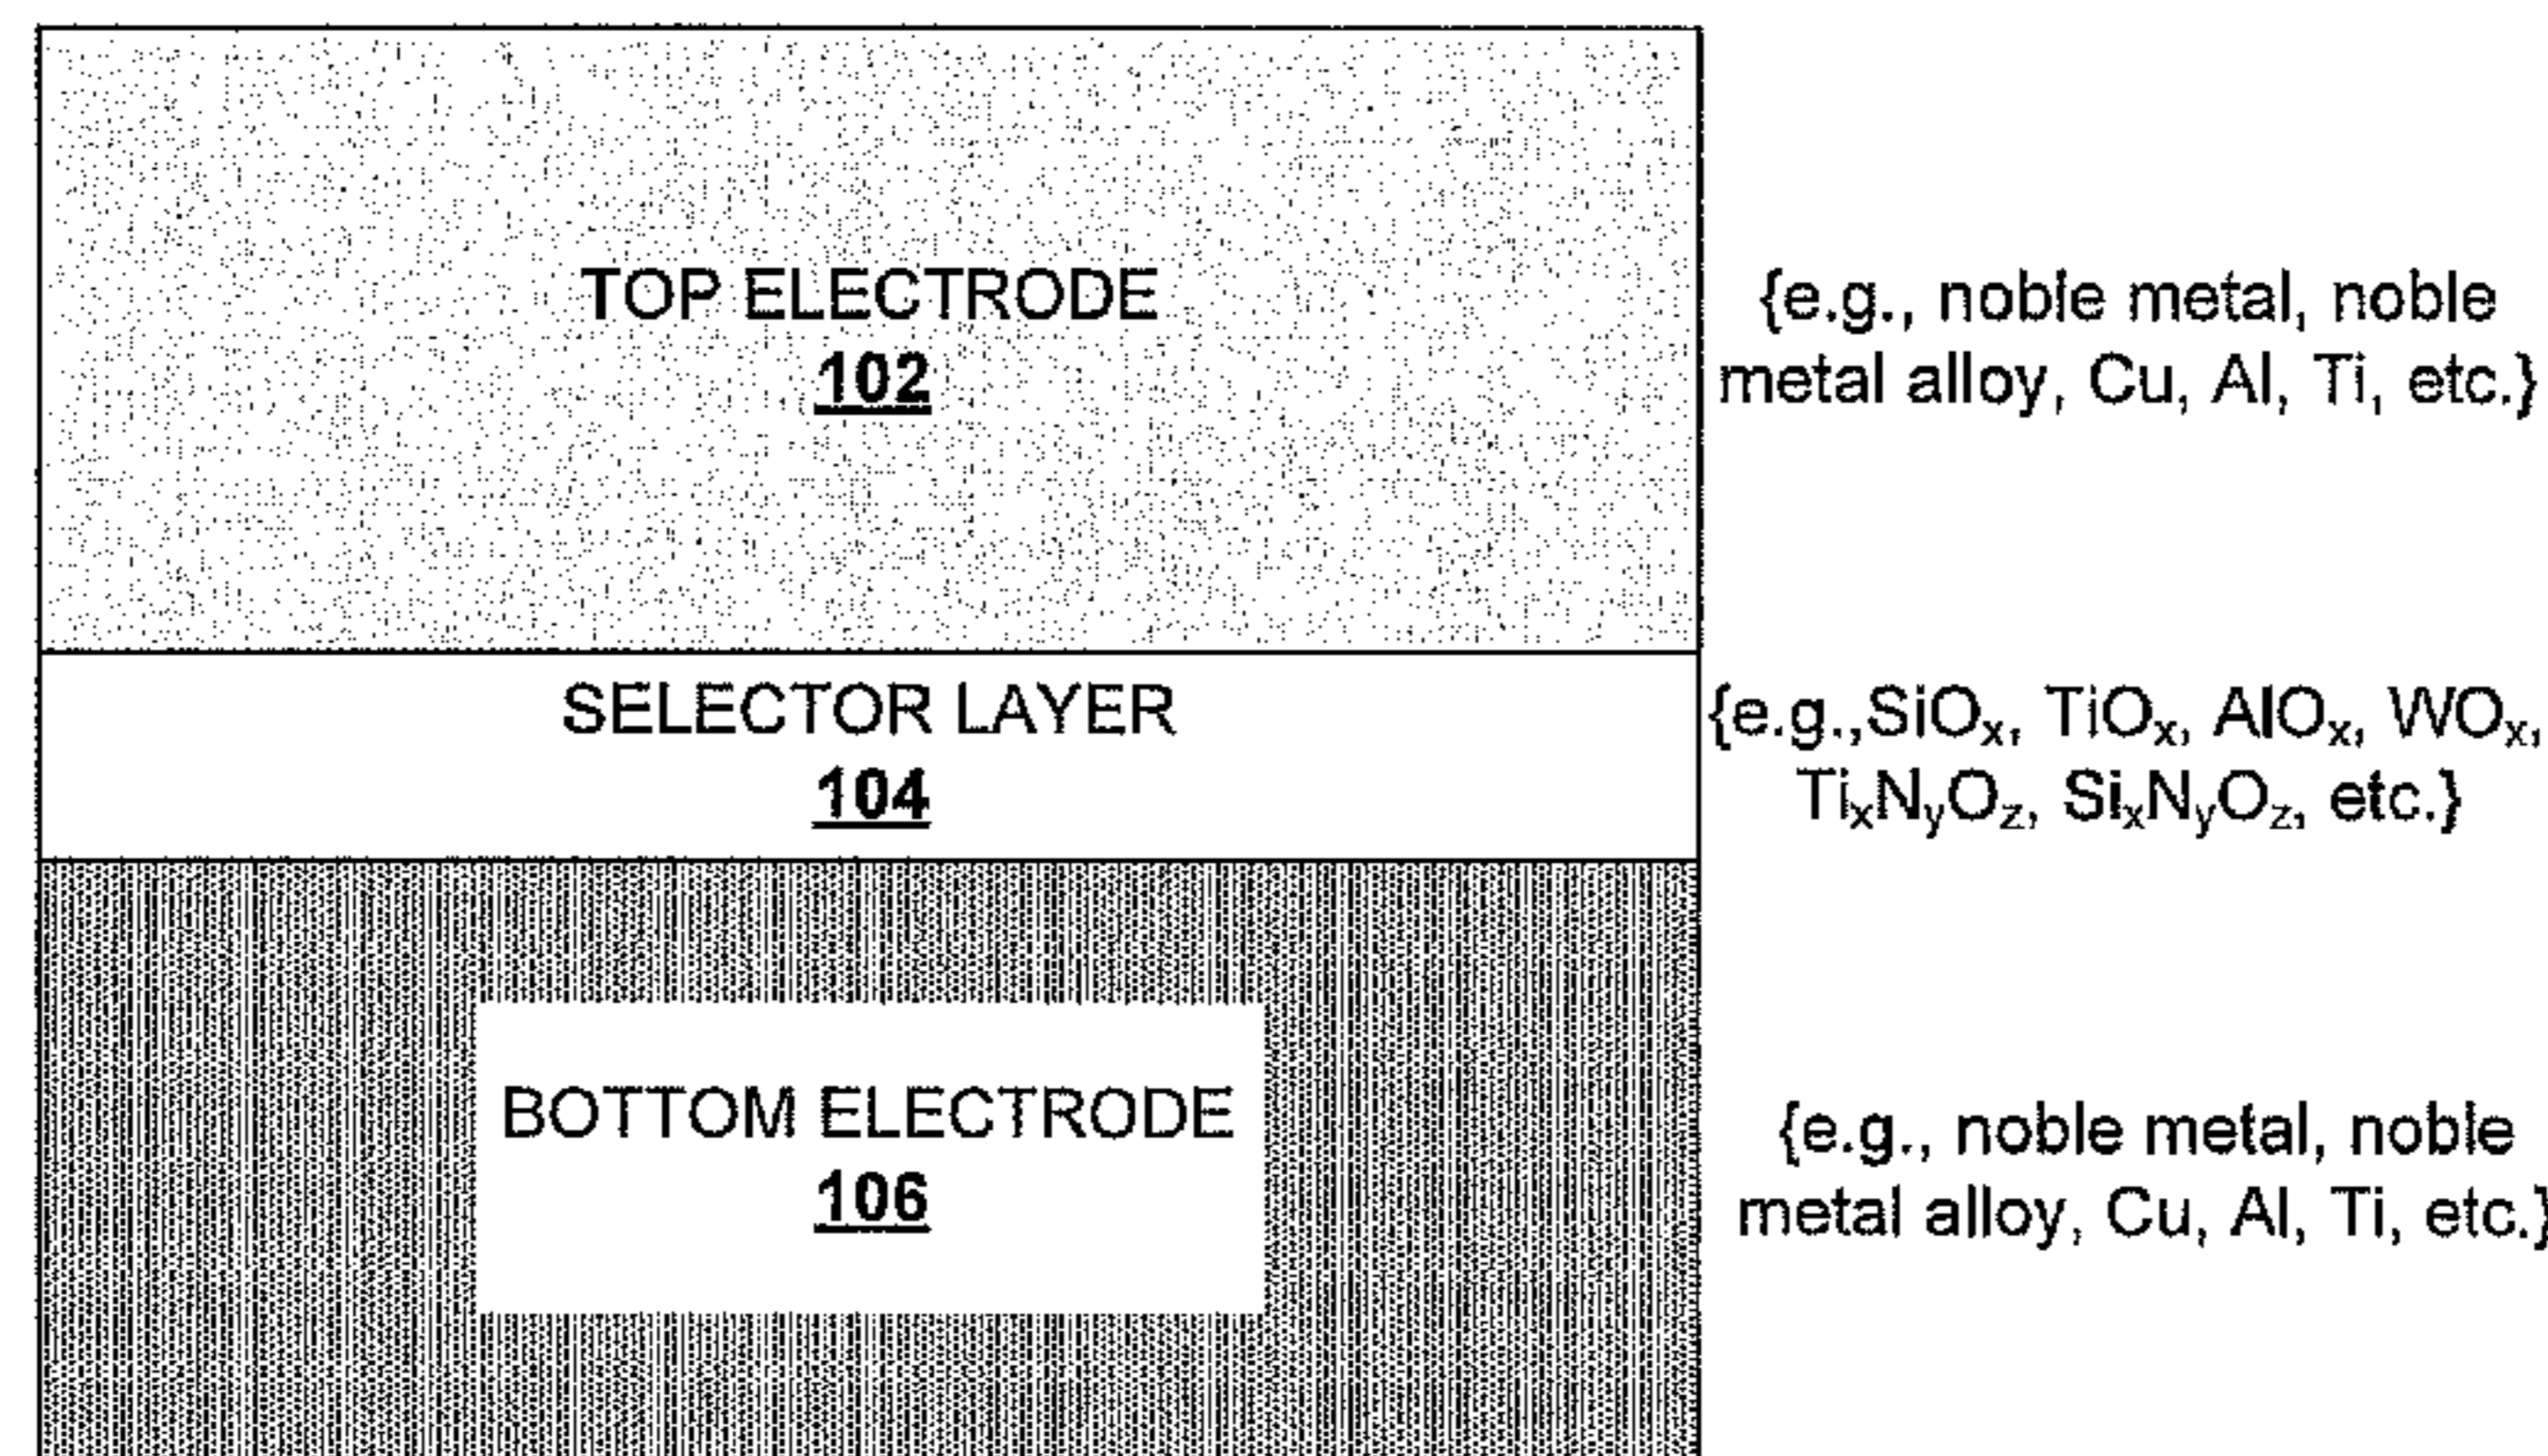 TOP ELECTRODE
102
{e.g., noble metal, noble
metal alloy, Cu, Al, Ti, etc.}
SELECTOR LAYER
104
{e.g.,SiOₓ, TiOₓ, AlOₓ, WOₓ,
TiₓNyOz, SiₓNyOz, etc.}
BOTTOM ELECTRODE
106
{e.g., noble metal, noble
metal alloy, Cu, Al, Ti, etc.}